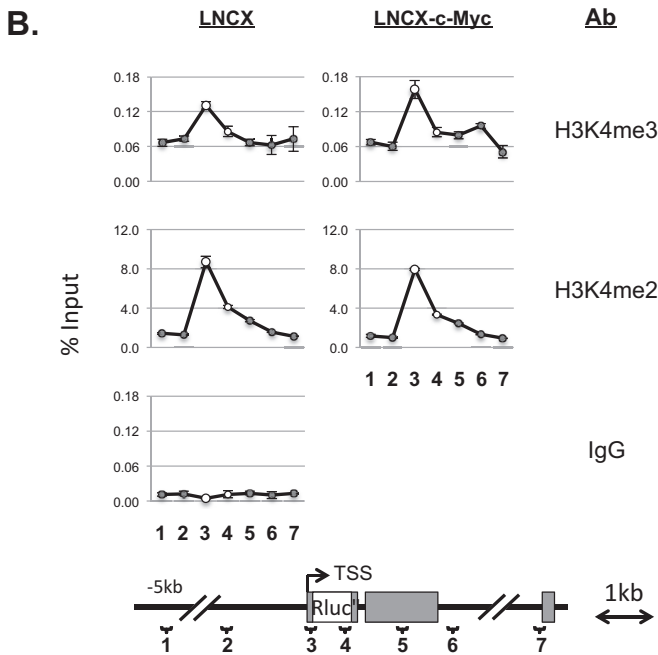 B.
LNCX LNCX-c-Myc Ab
0.18 0.18
0.12 0.12
0.06 0.06
0.00 0.00
H3K4me3
12.0 12.0
8.0 8.0
4.0 4.0
0.0 0.0
H3K4me2
% Input
1 2 3 4 5 6 7
0.18
0.12
0.06
0.00
IgG
1 2 3 4 5 6 7
-5kb TSS 1kb
Rluc
1 2 3 4 5 6 7